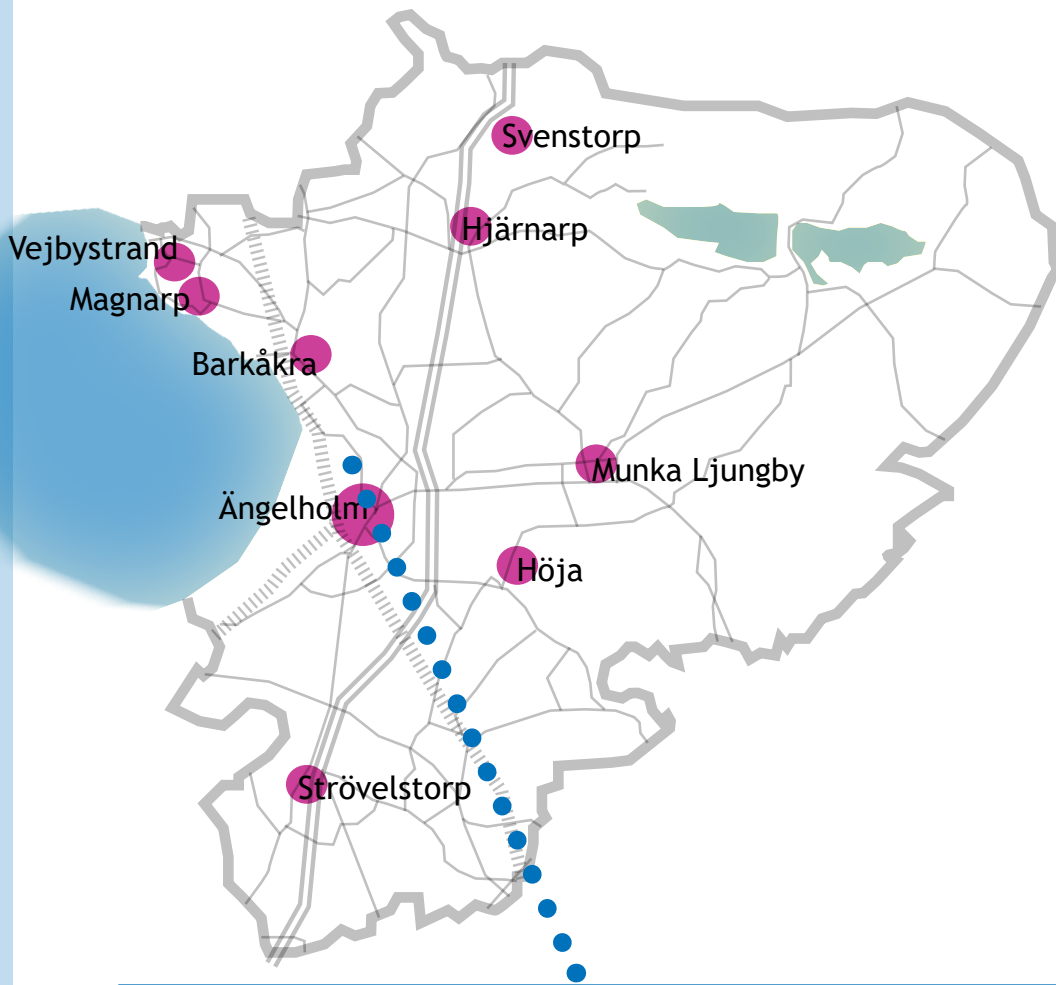 Svenstorp
Hjärnarp
Vejbystrand
Magnarp
Barkåkra
Munka Ljungby
Ängelholm
Höja
Strövelstorp